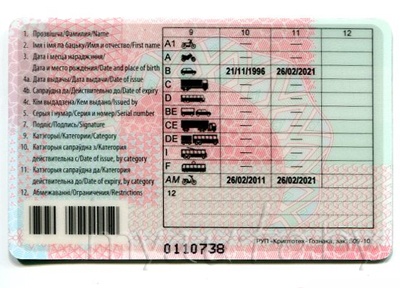 1. Прозвішча/Фамилия/Name
2. Імя і імя па бацьку/Имя и отчество/First name
3. Дата і месца нараджэння/
Дата и место рождения/Date and place of birth
4a. Дата выдачы/Дата выдачи/Date of issue
4b. Сапраўдна да/Действительно до/Date of expiry
4c. Кім выдадзена/Кем выдано/Issued by
5. Серыя і нумар/Серия и номер/Serial number
7. Подпіс/Подпись/Signature
9. Катэгорыі/Категории/Category
10. Катэгорыя сапраўдна з/Категория
действительна с/Date of issue, by category
11. Катэгорыя сапраўдна да/Категория
действительна до/Date of expiry, by category
12. Абмежаванні/Ограничения/Restrictions
9 10 11 12
A1 — —
A — —
B 21/11/1996 26/02/2021
C — —
D — —
BE — —
CE — —
DE — —
I — —
F — —
AM 26/02/2011 26/02/2021
12
0110738
РУП «Криптотех» Гознака, зак. 509-10